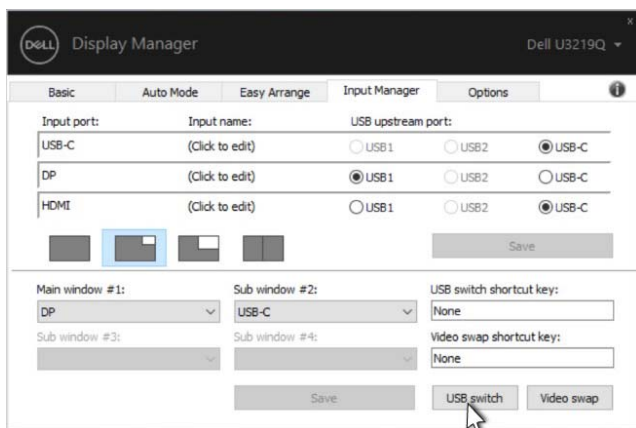 DELL Display Manager Dell U3219Q
Basic Auto Mode Easy Arrange Input Manager Options
Input port: Input name: USB upstream port:
USB-C (Click to edit) USB1 USB2 USB-C
DP (Click to edit) USB1 USB2 USB-C
HDMI (Click to edit) USB1 USB2 USB-C
Save
Main window #1: Sub window #2: USB switch shortcut key:
DP USB-C None
Sub window #3: Sub window #4: Video swap shortcut key:
None
Save USB switch Video swap